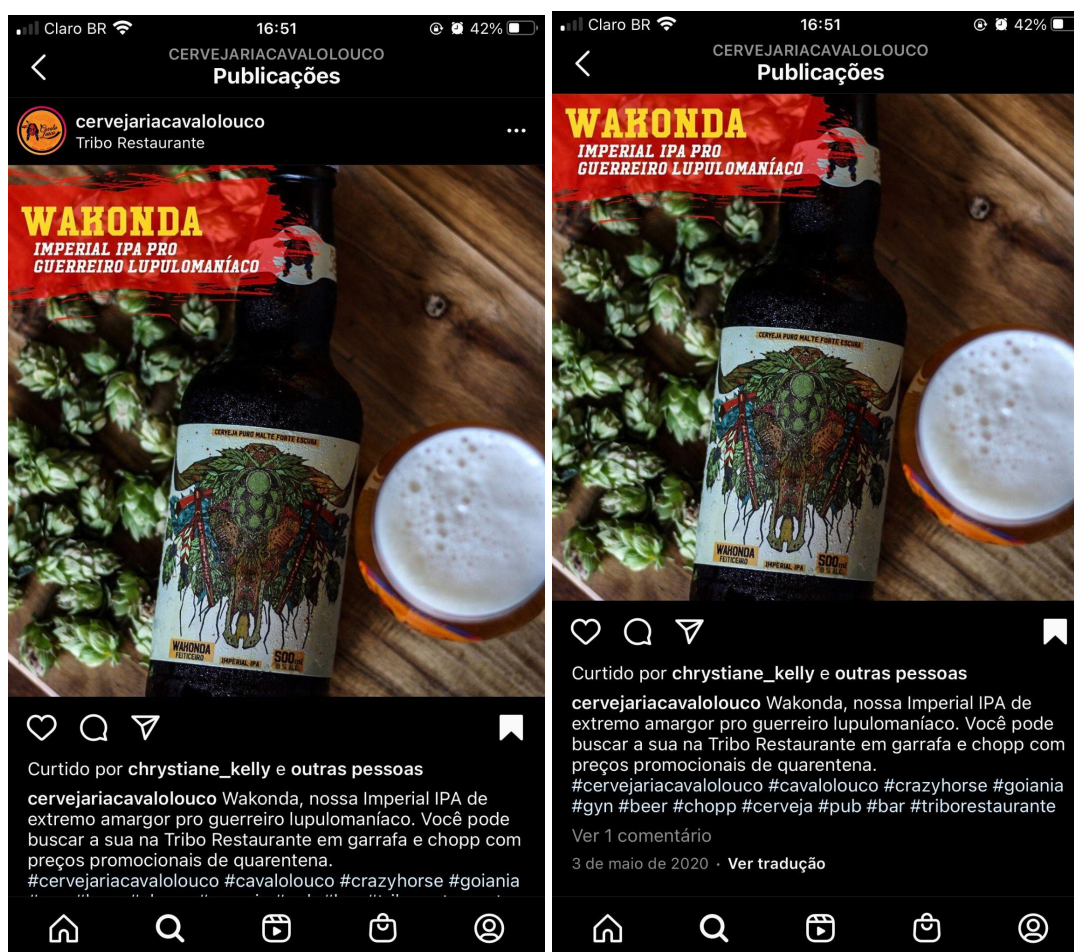 Claro BR
16:51
42%
CERVEJARIACAVALOLOUCO
Publicações
cervejariacavalolouco
Tribo Restaurante
WAKONDA
IMPERIAL IPA PRO
GUERREIRO LUPULOMANÍACO
CERVEJA PURO MALTE FORTE ESCURA
WAKONDA
FEITICEIRO
IMPERIAL IPA
500ml
Curtido por chrystiane_kelly e outras pessoas
cervejariacavalolouco Wakonda, nossa Imperial IPA de
extremo amargor pro guerreiro lupulomaníaco. Você pode
buscar a sua na Tribo Restaurante em garrafa e chopp com
preços promocionais de quarentena.
#cervejariacavalolouco #cavalolouco #crazyhorse #goiania
Claro BR
16:51
42%
CERVEJARIACAVALOLOUCO
Publicações
WAKONDA
IMPERIAL IPA PRO
GUERREIRO LUPULOMANÍACO
CERVEJA PURO MALTE FORTE ESCURA
WAKONDA
FEITICEIRO
IMPERIAL IPA
500ml
Curtido por chrystiane_kelly e outras pessoas
cervejariacavalolouco Wakonda, nossa Imperial IPA de
extremo amargor pro guerreiro lupulomaníaco. Você pode
buscar a sua na Tribo Restaurante em garrafa e chopp com
preços promocionais de quarentena.
#cervejariacavalolouco #cavalolouco #crazyhorse #goiania
#gyn #beer #chopp #cerveja #pub #bar #triborestaurante
Ver 1 comentário
3 de maio de 2020 · Ver tradução